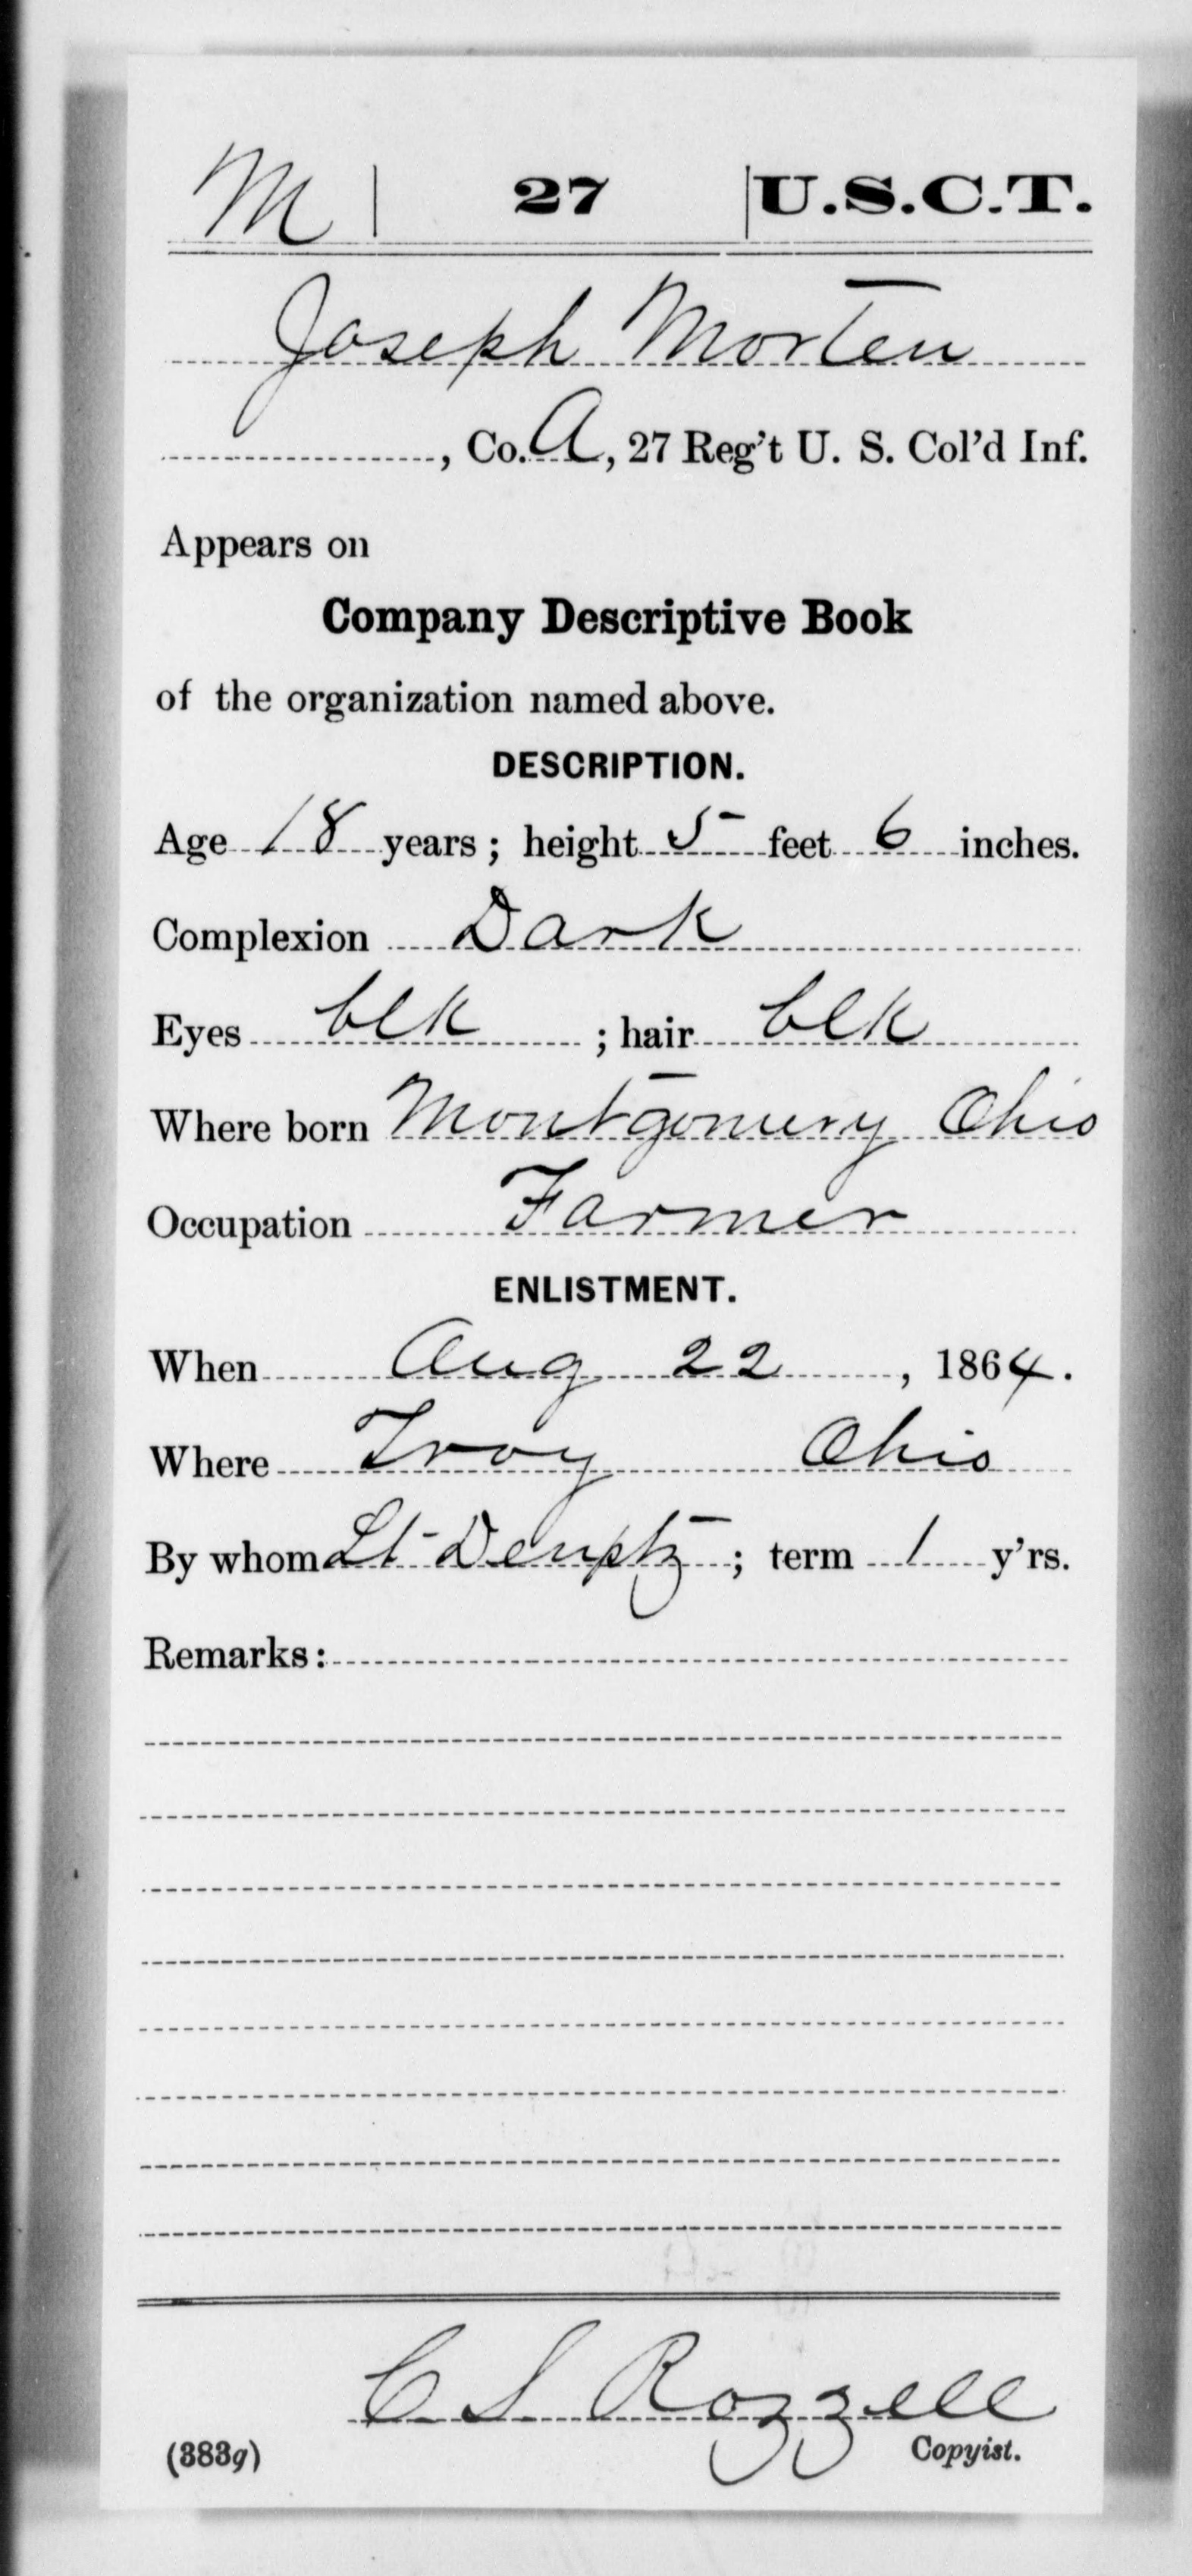 M | 27 | U.S.C.T.
Joseph Morten
, Co. A, 27 Reg't U. S. Col'd Inf.
Appears on
Company Descriptive Book
of the organization named above.
DESCRIPTION.
Age 18 years; height 5 feet 6 inches.
Complexion Dark
Eyes blk ; hair blk
Where born Montgomery Ohio
Occupation Farmer
ENLISTMENT.
When Aug 22, 1864.
Where Troy Ohio
By whom Lt ; term 1 y'rs.
Remarks:
C. S. Rozzell
(383g) Copyist.